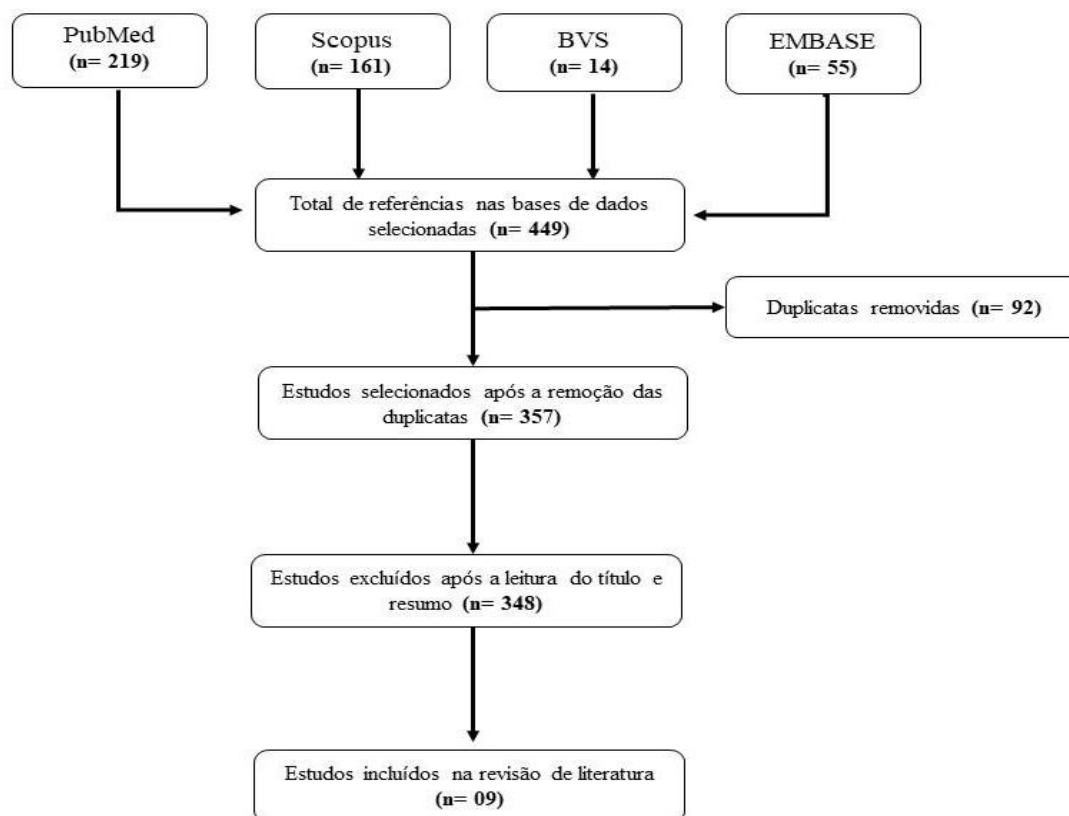 PubMed
(n= 219)
Scopus
(n= 161)
BVS
(n= 14)
EMBASE
(n= 55)
Total de referências nas bases de dados
selecionadas (n= 449)
Duplicatas removidas (n= 92)
Estudos selecionados após a remoção das
duplicatas (n= 357)
Estudos excluídos após a leitura do título e
resumo (n= 348)
Estudos incluídos na revisão de literatura
(n= 09)